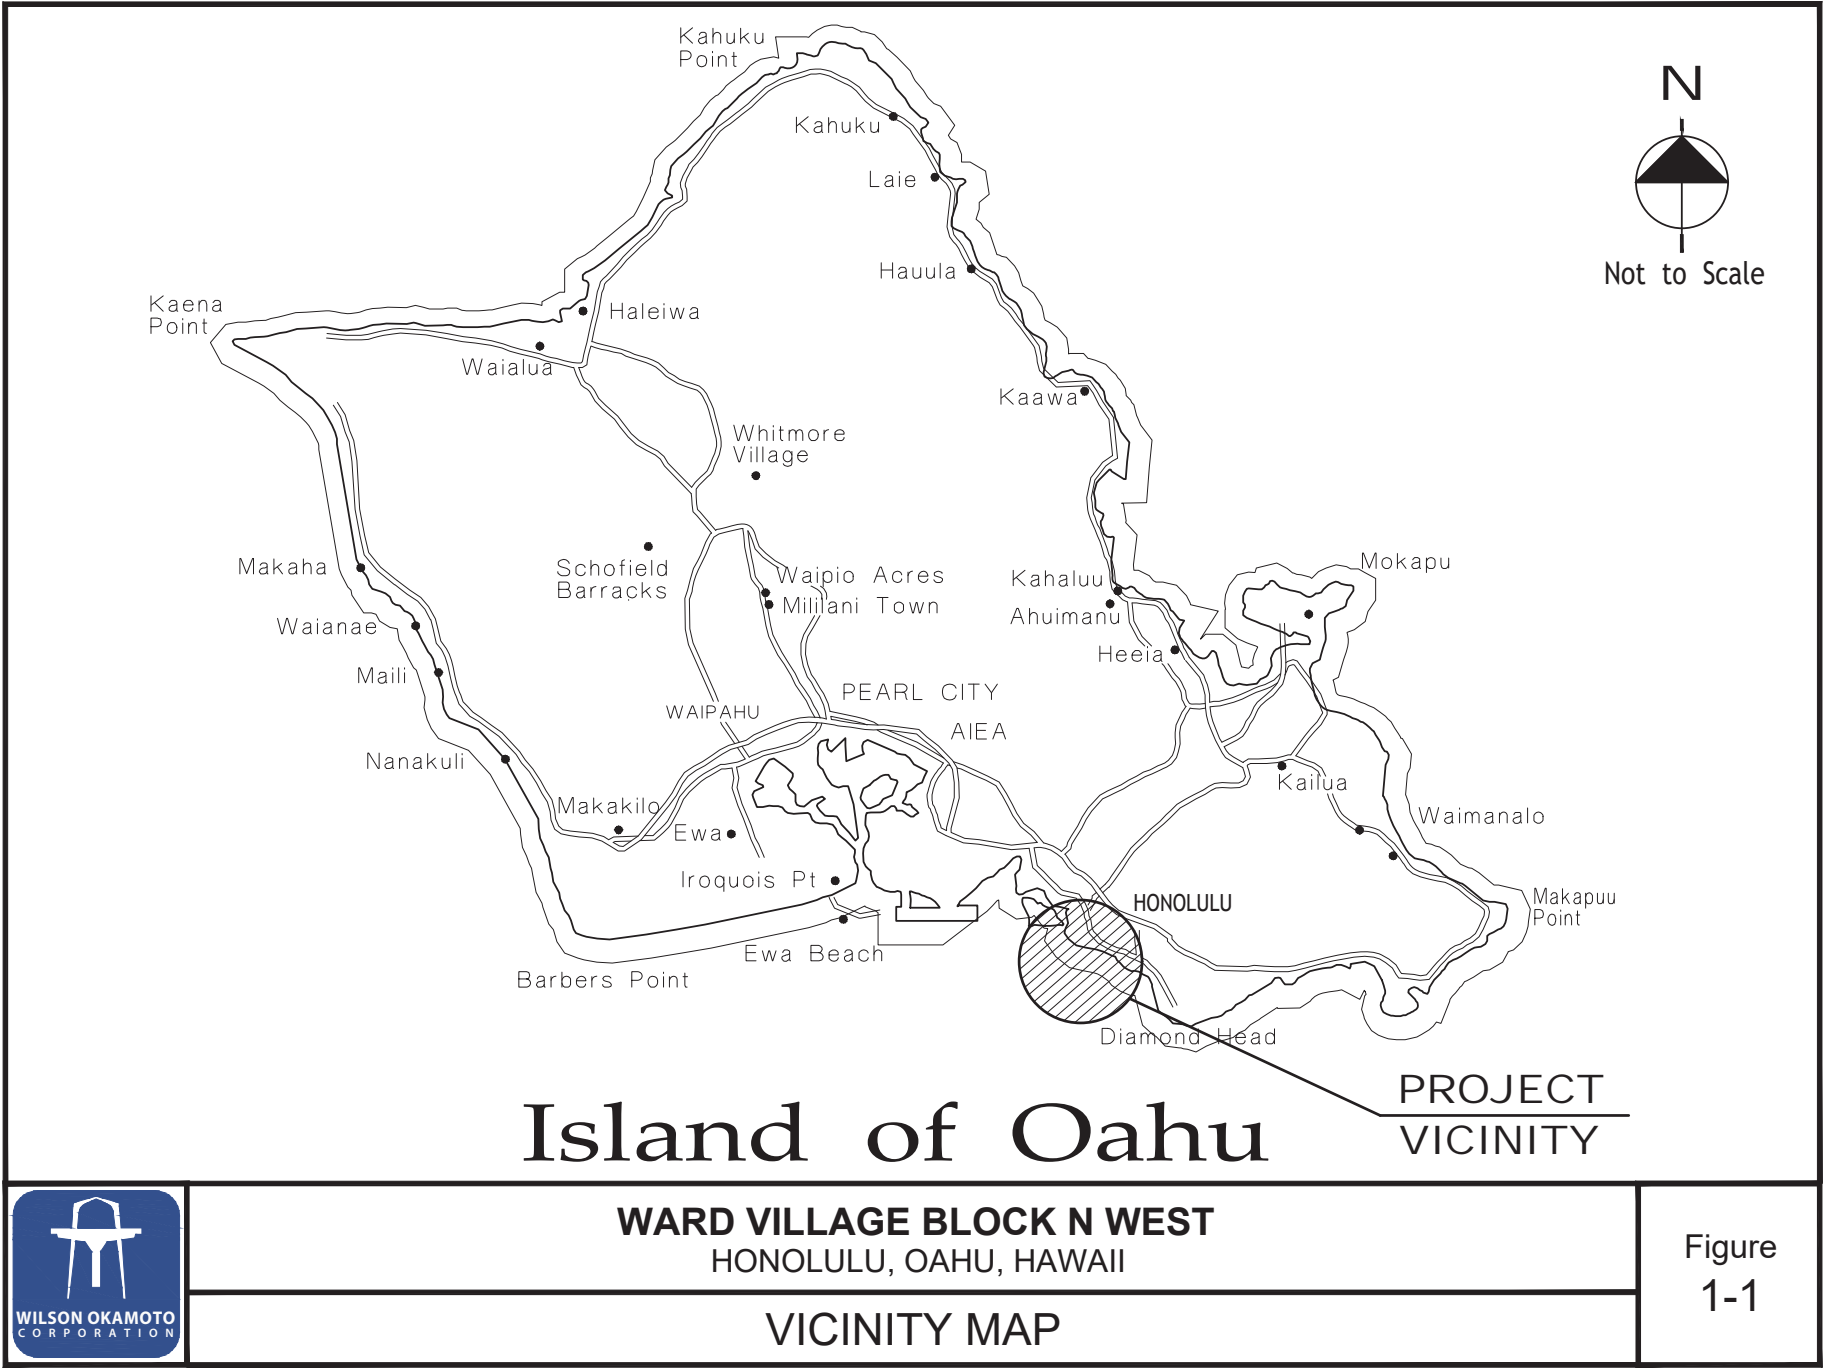 Kahuku
Point
N
Kahuku
Laie
Not to Scale
Hauula
Kaena
Point
Haleiwa
Waialua
Kaawa
Whitmore
Village
Makaha
Schofield
Barracks
Waipio Acres
Mililani Town
Kahaluu
Mokapu
Ahuimanu
Waianae
Heeia
Maili
PEARL CITY
WAIPAHU
AIEA
Nanakuli
Kailua
Makakilo
Waimanalo
Ewa
Iroquois Pt
HONOLULU
Makapuu
Point
Ewa Beach
Barbers Point
Diamond Head
PROJECT
VICINITY
Island of Oahu
WARD VILLAGE BLOCK N WEST
HONOLULU, OAHU, HAWAII
VICINITY MAP
Figure
1-1
WILSON OKAMOTO
CORPORATION